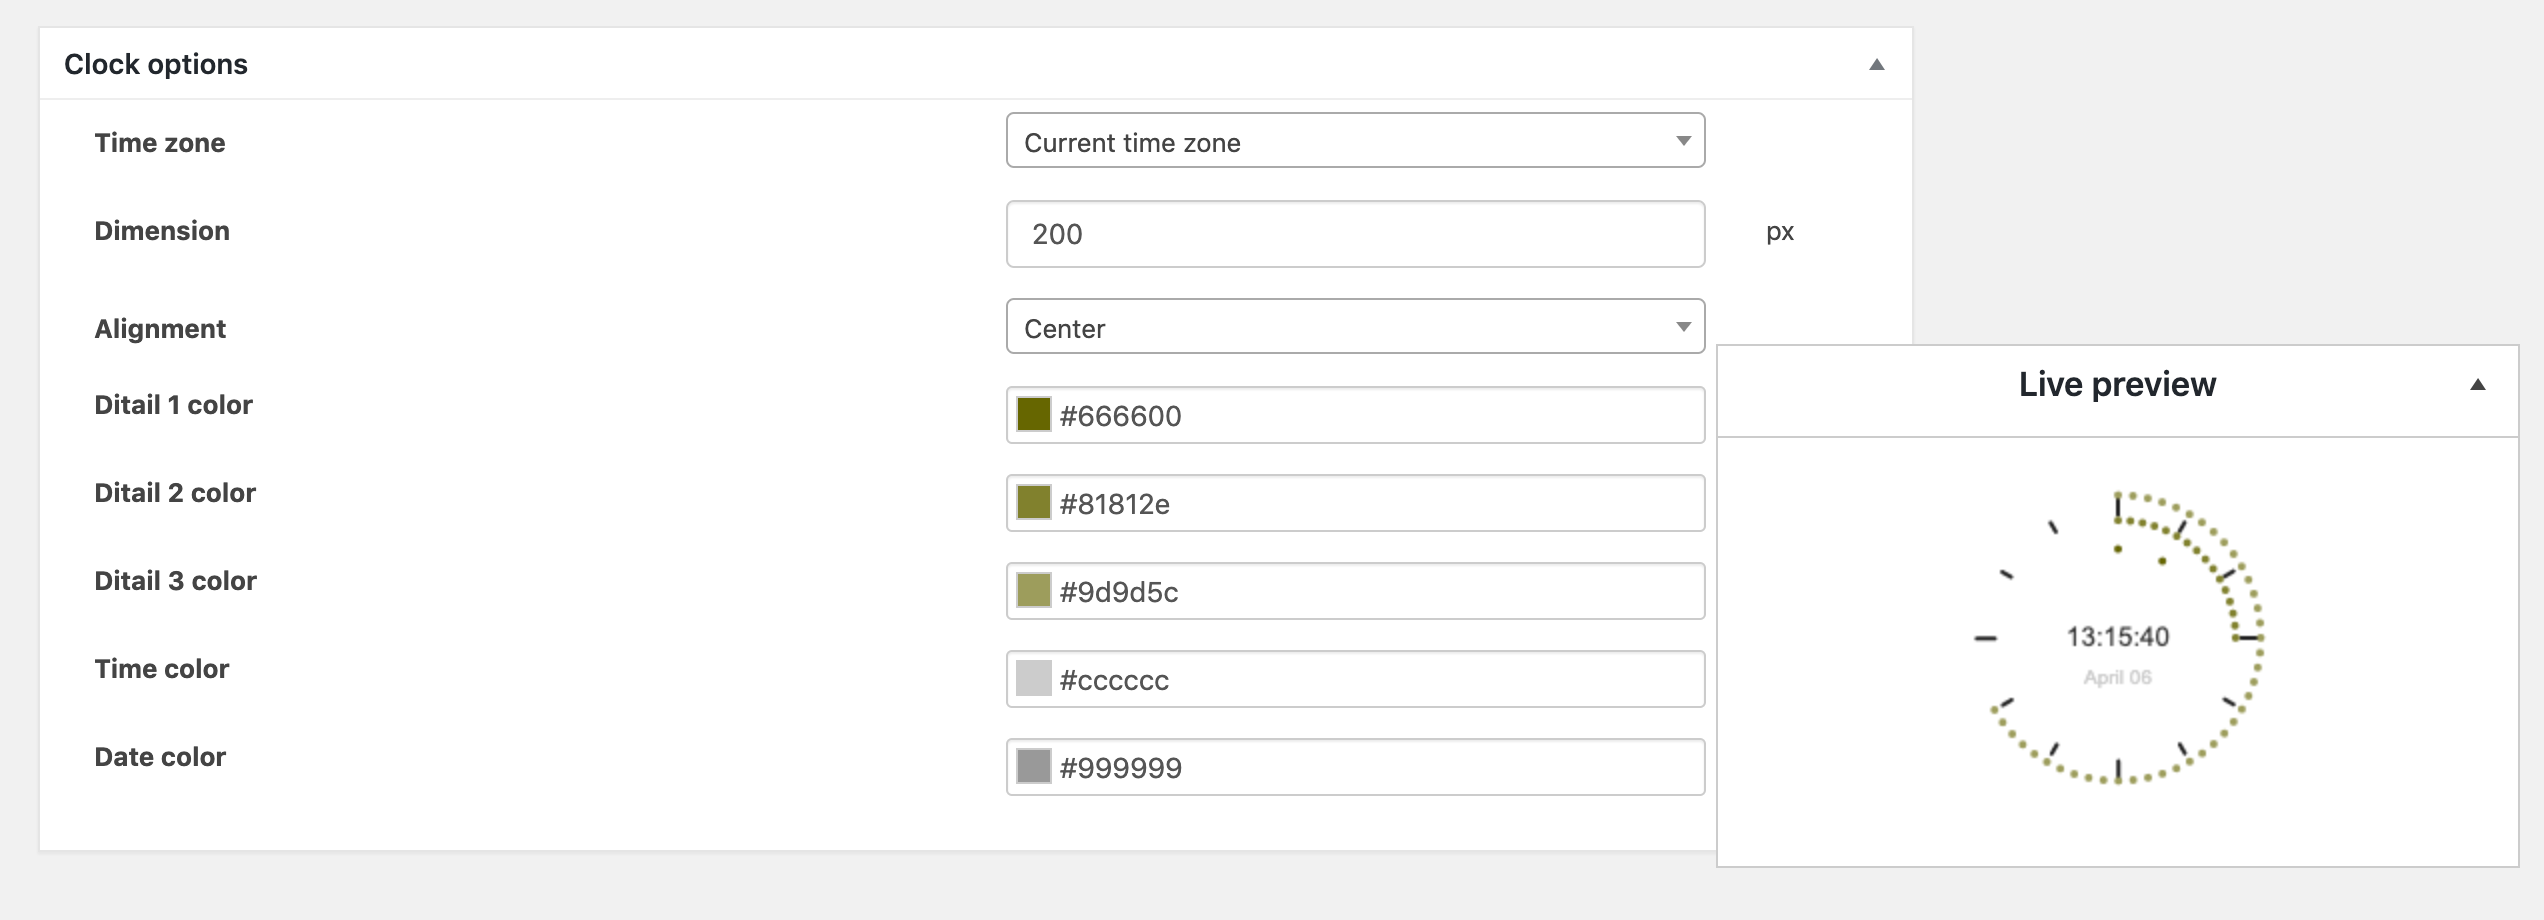 Clock options
Time zone
Current time zone
Dimension
200
px
Alignment
Center
Ditail 1 color
#666600
Ditail 2 color
#81812e
Ditail 3 color
#9d9d5c
Time color
#cccccc
Date color
#999999
Live preview
13:15:40
April 06